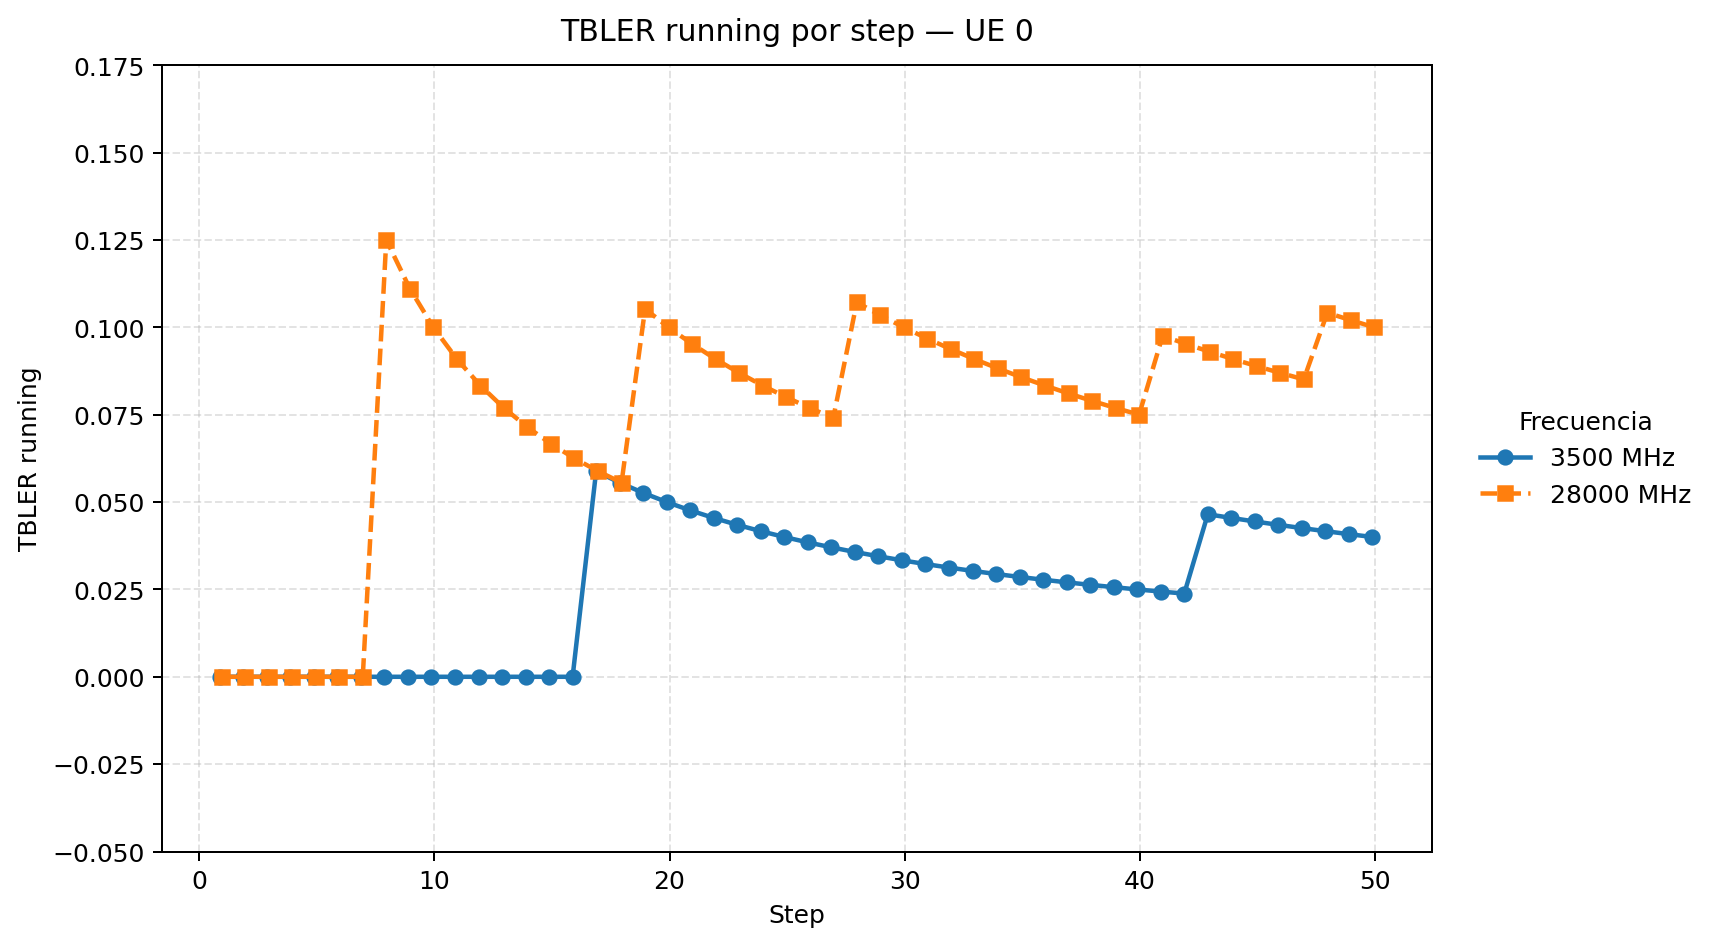 TBLER running por step — UE 0
0.175
0.150
0.125
0.100
0.075
0.050
0.025
0.000
−0.025
−0.050
TBLER running
0 10 20 30 40 50
Step
Frecuencia
3500 MHz
28000 MHz